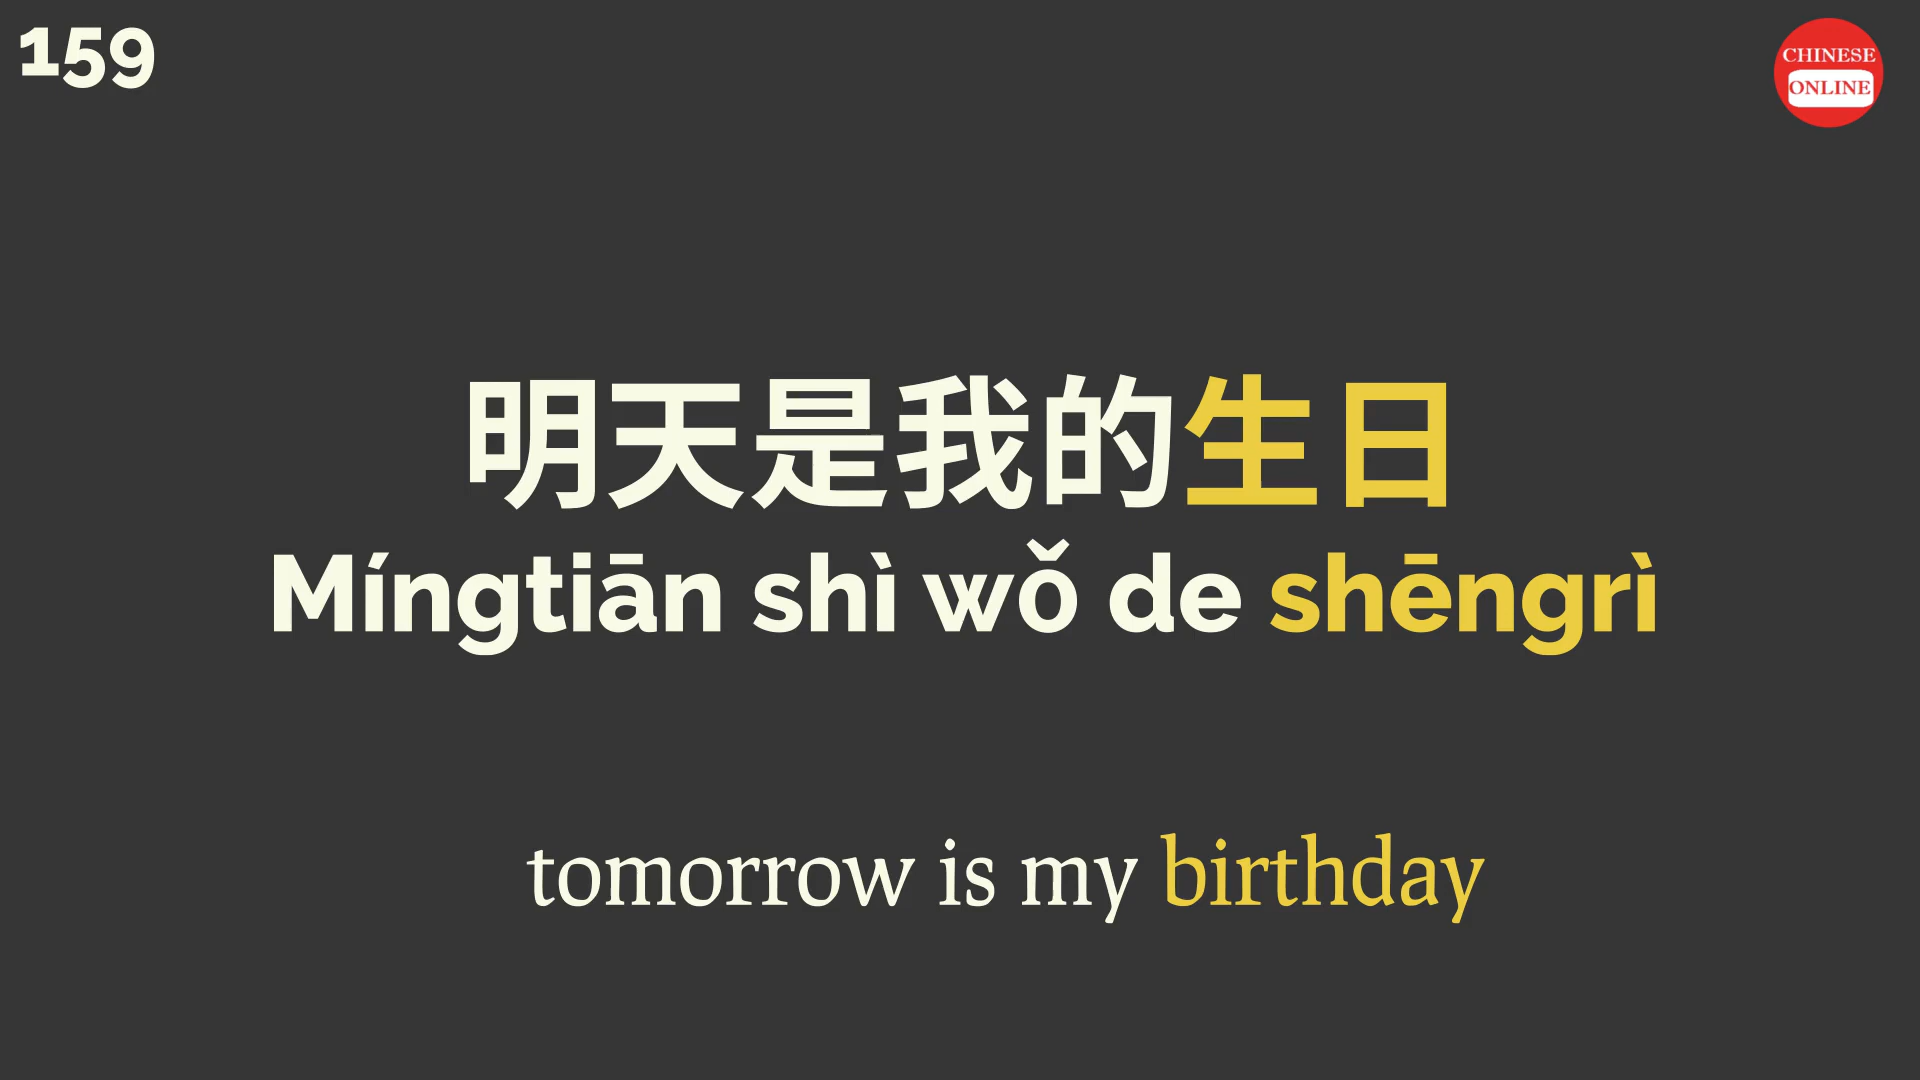 159
CHINESE
ONLINE
明天是我的生日
Míngtiān shì wǒ de shēngrì
tomorrow is my birthday